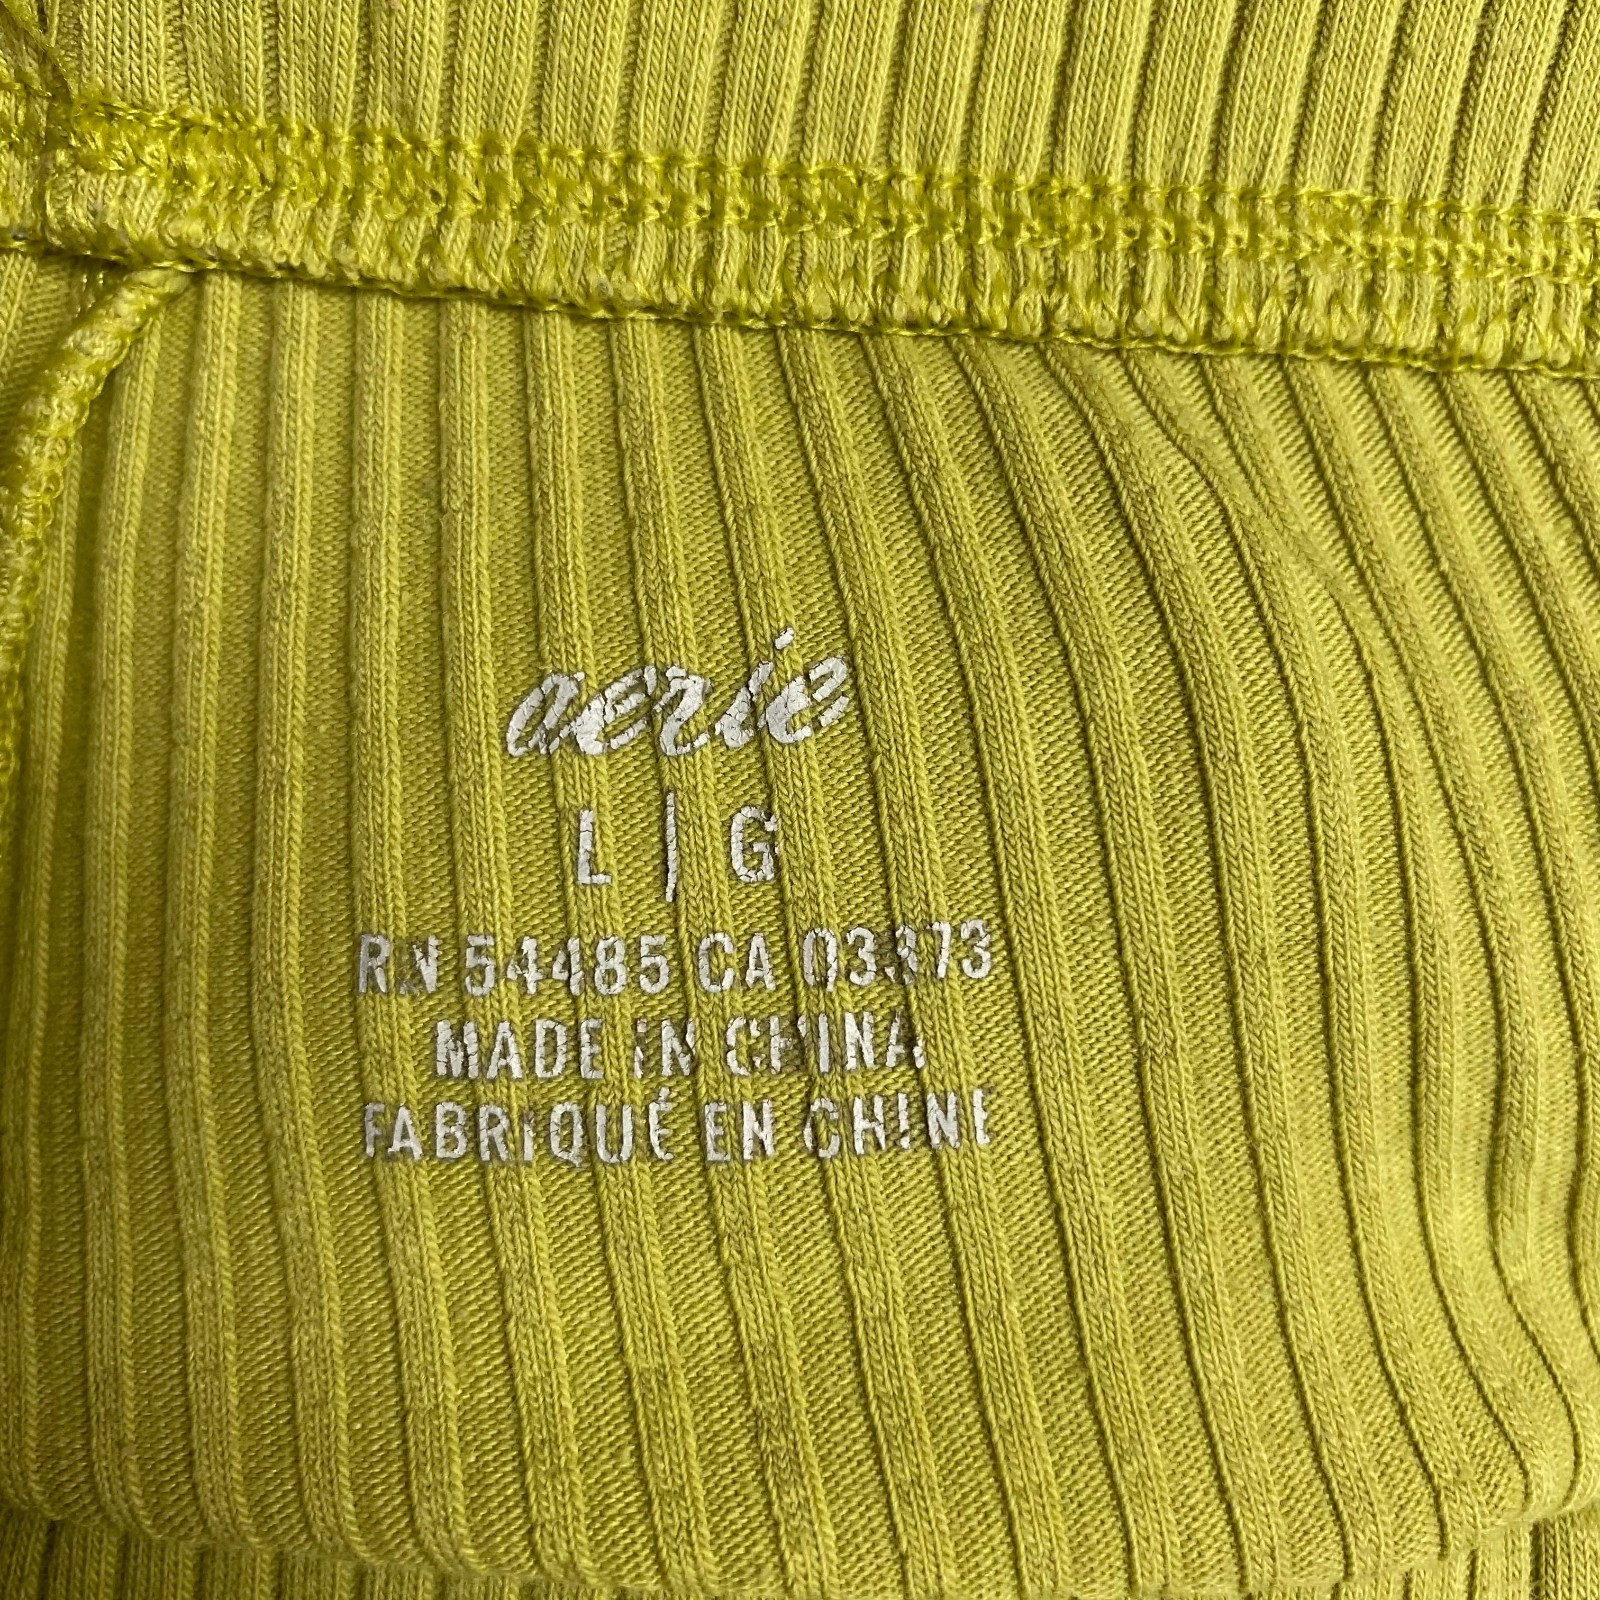 aerie
L | G
RN 54485 CA 03373
MADE IN CHINA
FABRIQUÉ EN CHINE